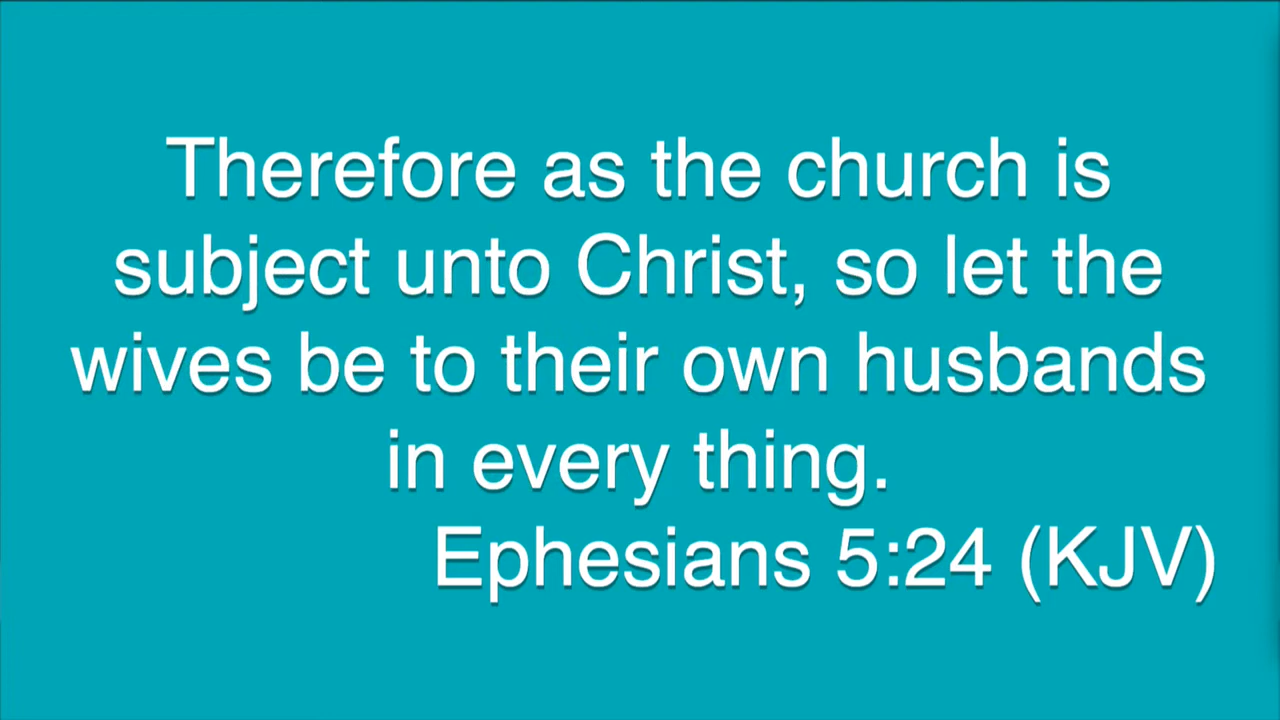 Therefore as the church is
subject unto Christ, so let the
wives be to their own husbands
in every thing.
Ephesians 5:24 (KJV)